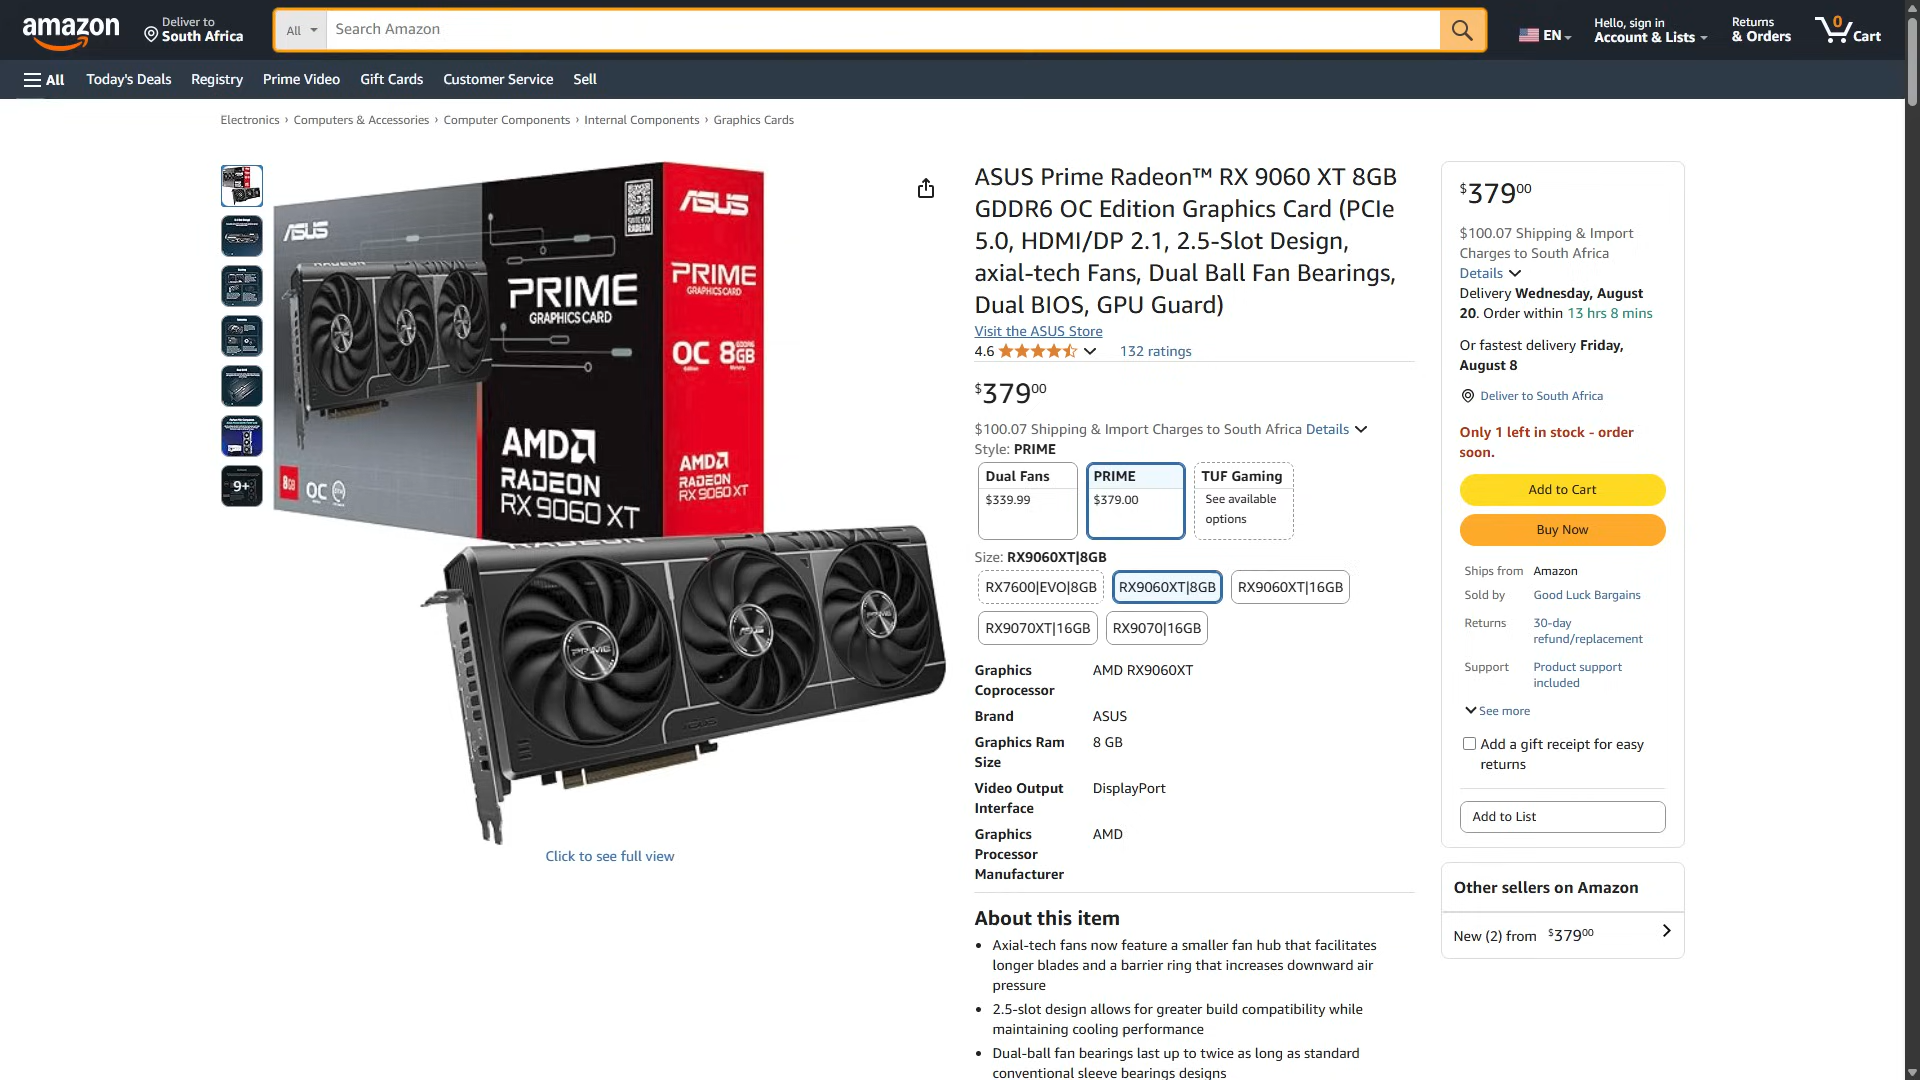 amazon
Deliver to
South Africa
All
Search Amazon
EN
Hello, sign in
Account & Lists
Returns
& Orders
0
Cart
All
Today's Deals
Registry
Prime Video
Gift Cards
Customer Service
Sell
Electronics › Computers & Accessories › Computer Components › Internal Components › Graphics Cards
9+
ASUS
PRIME
GRAPHICS CARD
AMD
RADEON
RX 9060 XT
8GB
OC
ASUS
PRIME
GRAPHICS CARD
OC 8GB
AMD
RADEON
RX 9060 XT
RADEON
PRIME
ASUS
PRIME
Click to see full view
ASUS Prime Radeon™ RX 9060 XT 8GB
GDDR6 OC Edition Graphics Card (PCIe
5.0, HDMI/DP 2.1, 2.5-Slot Design,
axial-tech Fans, Dual Ball Fan Bearings,
Dual BIOS, GPU Guard)
Visit the ASUS Store
4.6
132 ratings
$379 00
$100.07 Shipping & Import Charges to South Africa Details
Style: PRIME
Dual Fans
$339.99
PRIME
$379.00
TUF Gaming
See available
options
Size: RX9060XT|8GB
RX7600|EVO|8GB
RX9060XT|8GB
RX9060XT|16GB
RX9070XT|16GB
RX9070|16GB
Graphics
Coprocessor
AMD RX9060XT
Brand
ASUS
Graphics Ram
Size
8 GB
Video Output
Interface
DisplayPort
Graphics
Processor
Manufacturer
AMD
About this item
• Axial-tech fans now feature a smaller fan hub that facilitates
longer blades and a barrier ring that increases downward air
pressure
• 2.5-slot design allows for greater build compatibility while
maintaining cooling performance
• Dual-ball fan bearings last up to twice as long as standard
conventional sleeve bearings designs
$379 00
$100.07 Shipping & Import
Charges to South Africa
Details
Delivery Wednesday, August
20. Order within 13 hrs 8 mins
Or fastest delivery Friday,
August 8
Deliver to South Africa
Only 1 left in stock - order
soon.
Add to Cart
Buy Now
Ships from Amazon
Sold by Good Luck Bargains
Returns 30-day
refund/replacement
Support Product support
included
See more
Add a gift receipt for easy
returns
Add to List
Other sellers on Amazon
New (2) from $379 00